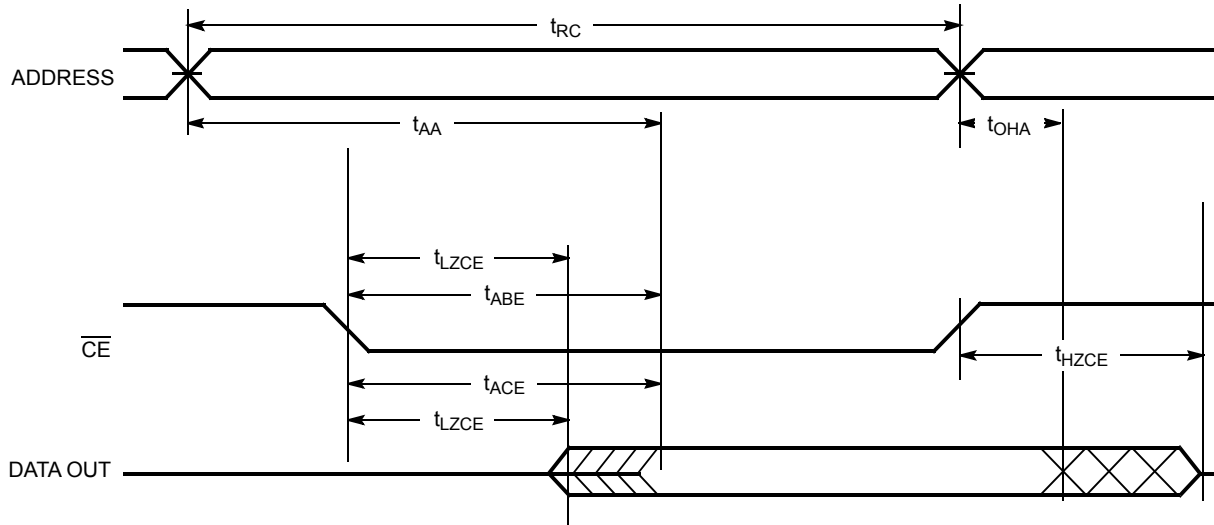 tRC
ADDRESS
tAA
tOHA
tLZCE
tABE
CE
tHZCE
tACE
tLZCE
DATA OUT